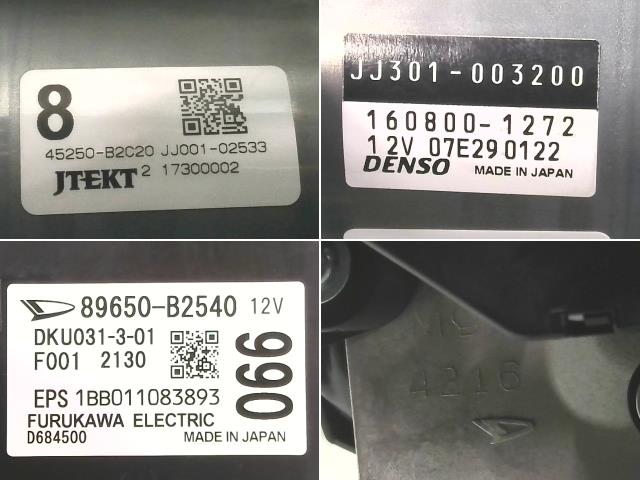 8
45250-B2C20 JJ001-02533
JTEKT 2 17300002
JJ301-003200
160800-1272
12V 07E290122
DENSO MADE IN JAPAN
89650-B2540 12V
DKU031-3-01
F001 2130
066
EPS 1BB011083893
FURUKAWA ELECTRIC
D684500 MADE IN JAPAN
4216